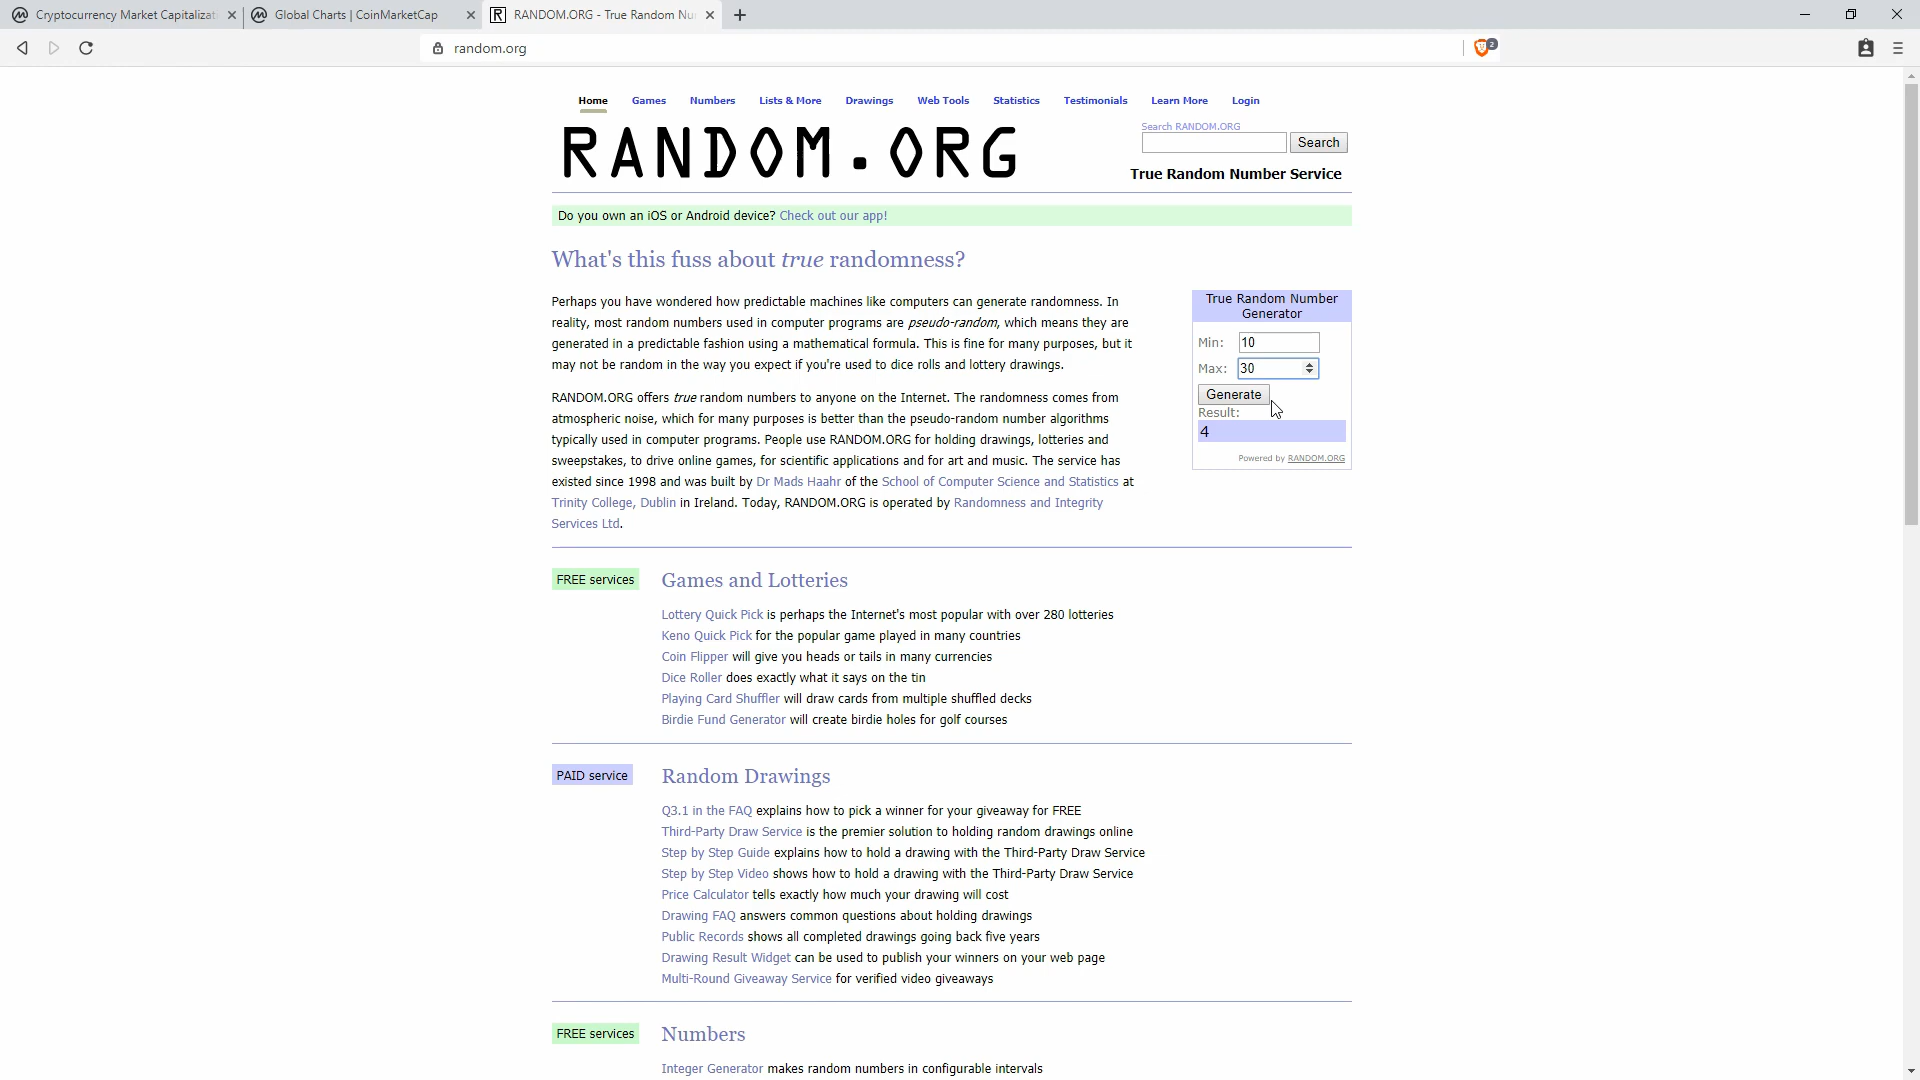 Cryptocurrency Market Capitalizat
Global Charts | CoinMarketCap
RANDOM.ORG - True Random Nu
random.org
2
Home Games Numbers Lists & More Drawings Web Tools Statistics Testimonials Learn More Login
RANDOM.ORG
Search RANDOM.ORG
Search
True Random Number Service
Do you own an iOS or Android device? Check out our app!
What's this fuss about true randomness?
Perhaps you have wondered how predictable machines like computers can generate randomness. In
reality, most random numbers used in computer programs are pseudo-random, which means they are
generated in a predictable fashion using a mathematical formula. This is fine for many purposes, but it
may not be random in the way you expect if you're used to dice rolls and lottery drawings.
RANDOM.ORG offers true random numbers to anyone on the Internet. The randomness comes from
atmospheric noise, which for many purposes is better than the pseudo-random number algorithms
typically used in computer programs. People use RANDOM.ORG for holding drawings, lotteries and
sweepstakes, to drive online games, for scientific applications and for art and music. The service has
existed since 1998 and was built by Dr Mads Haahr of the School of Computer Science and Statistics at
Trinity College, Dublin in Ireland. Today, RANDOM.ORG is operated by Randomness and Integrity
Services Ltd.
True Random Number
Generator
Min: 10
Max: 30
Generate
Result:
4
Powered by RANDOM.ORG
FREE services
Games and Lotteries
Lottery Quick Pick is perhaps the Internet's most popular with over 280 lotteries
Keno Quick Pick for the popular game played in many countries
Coin Flipper will give you heads or tails in many currencies
Dice Roller does exactly what it says on the tin
Playing Card Shuffler will draw cards from multiple shuffled decks
Birdie Fund Generator will create birdie holes for golf courses
PAID service
Random Drawings
Q3.1 in the FAQ explains how to pick a winner for your giveaway for FREE
Third-Party Draw Service is the premier solution to holding random drawings online
Step by Step Guide explains how to hold a drawing with the Third-Party Draw Service
Step by Step Video shows how to hold a drawing with the Third-Party Draw Service
Price Calculator tells exactly how much your drawing will cost
Drawing FAQ answers common questions about holding drawings
Public Records shows all completed drawings going back five years
Drawing Result Widget can be used to publish your winners on your web page
Multi-Round Giveaway Service for verified video giveaways
FREE services
Numbers
Integer Generator makes random numbers in configurable intervals